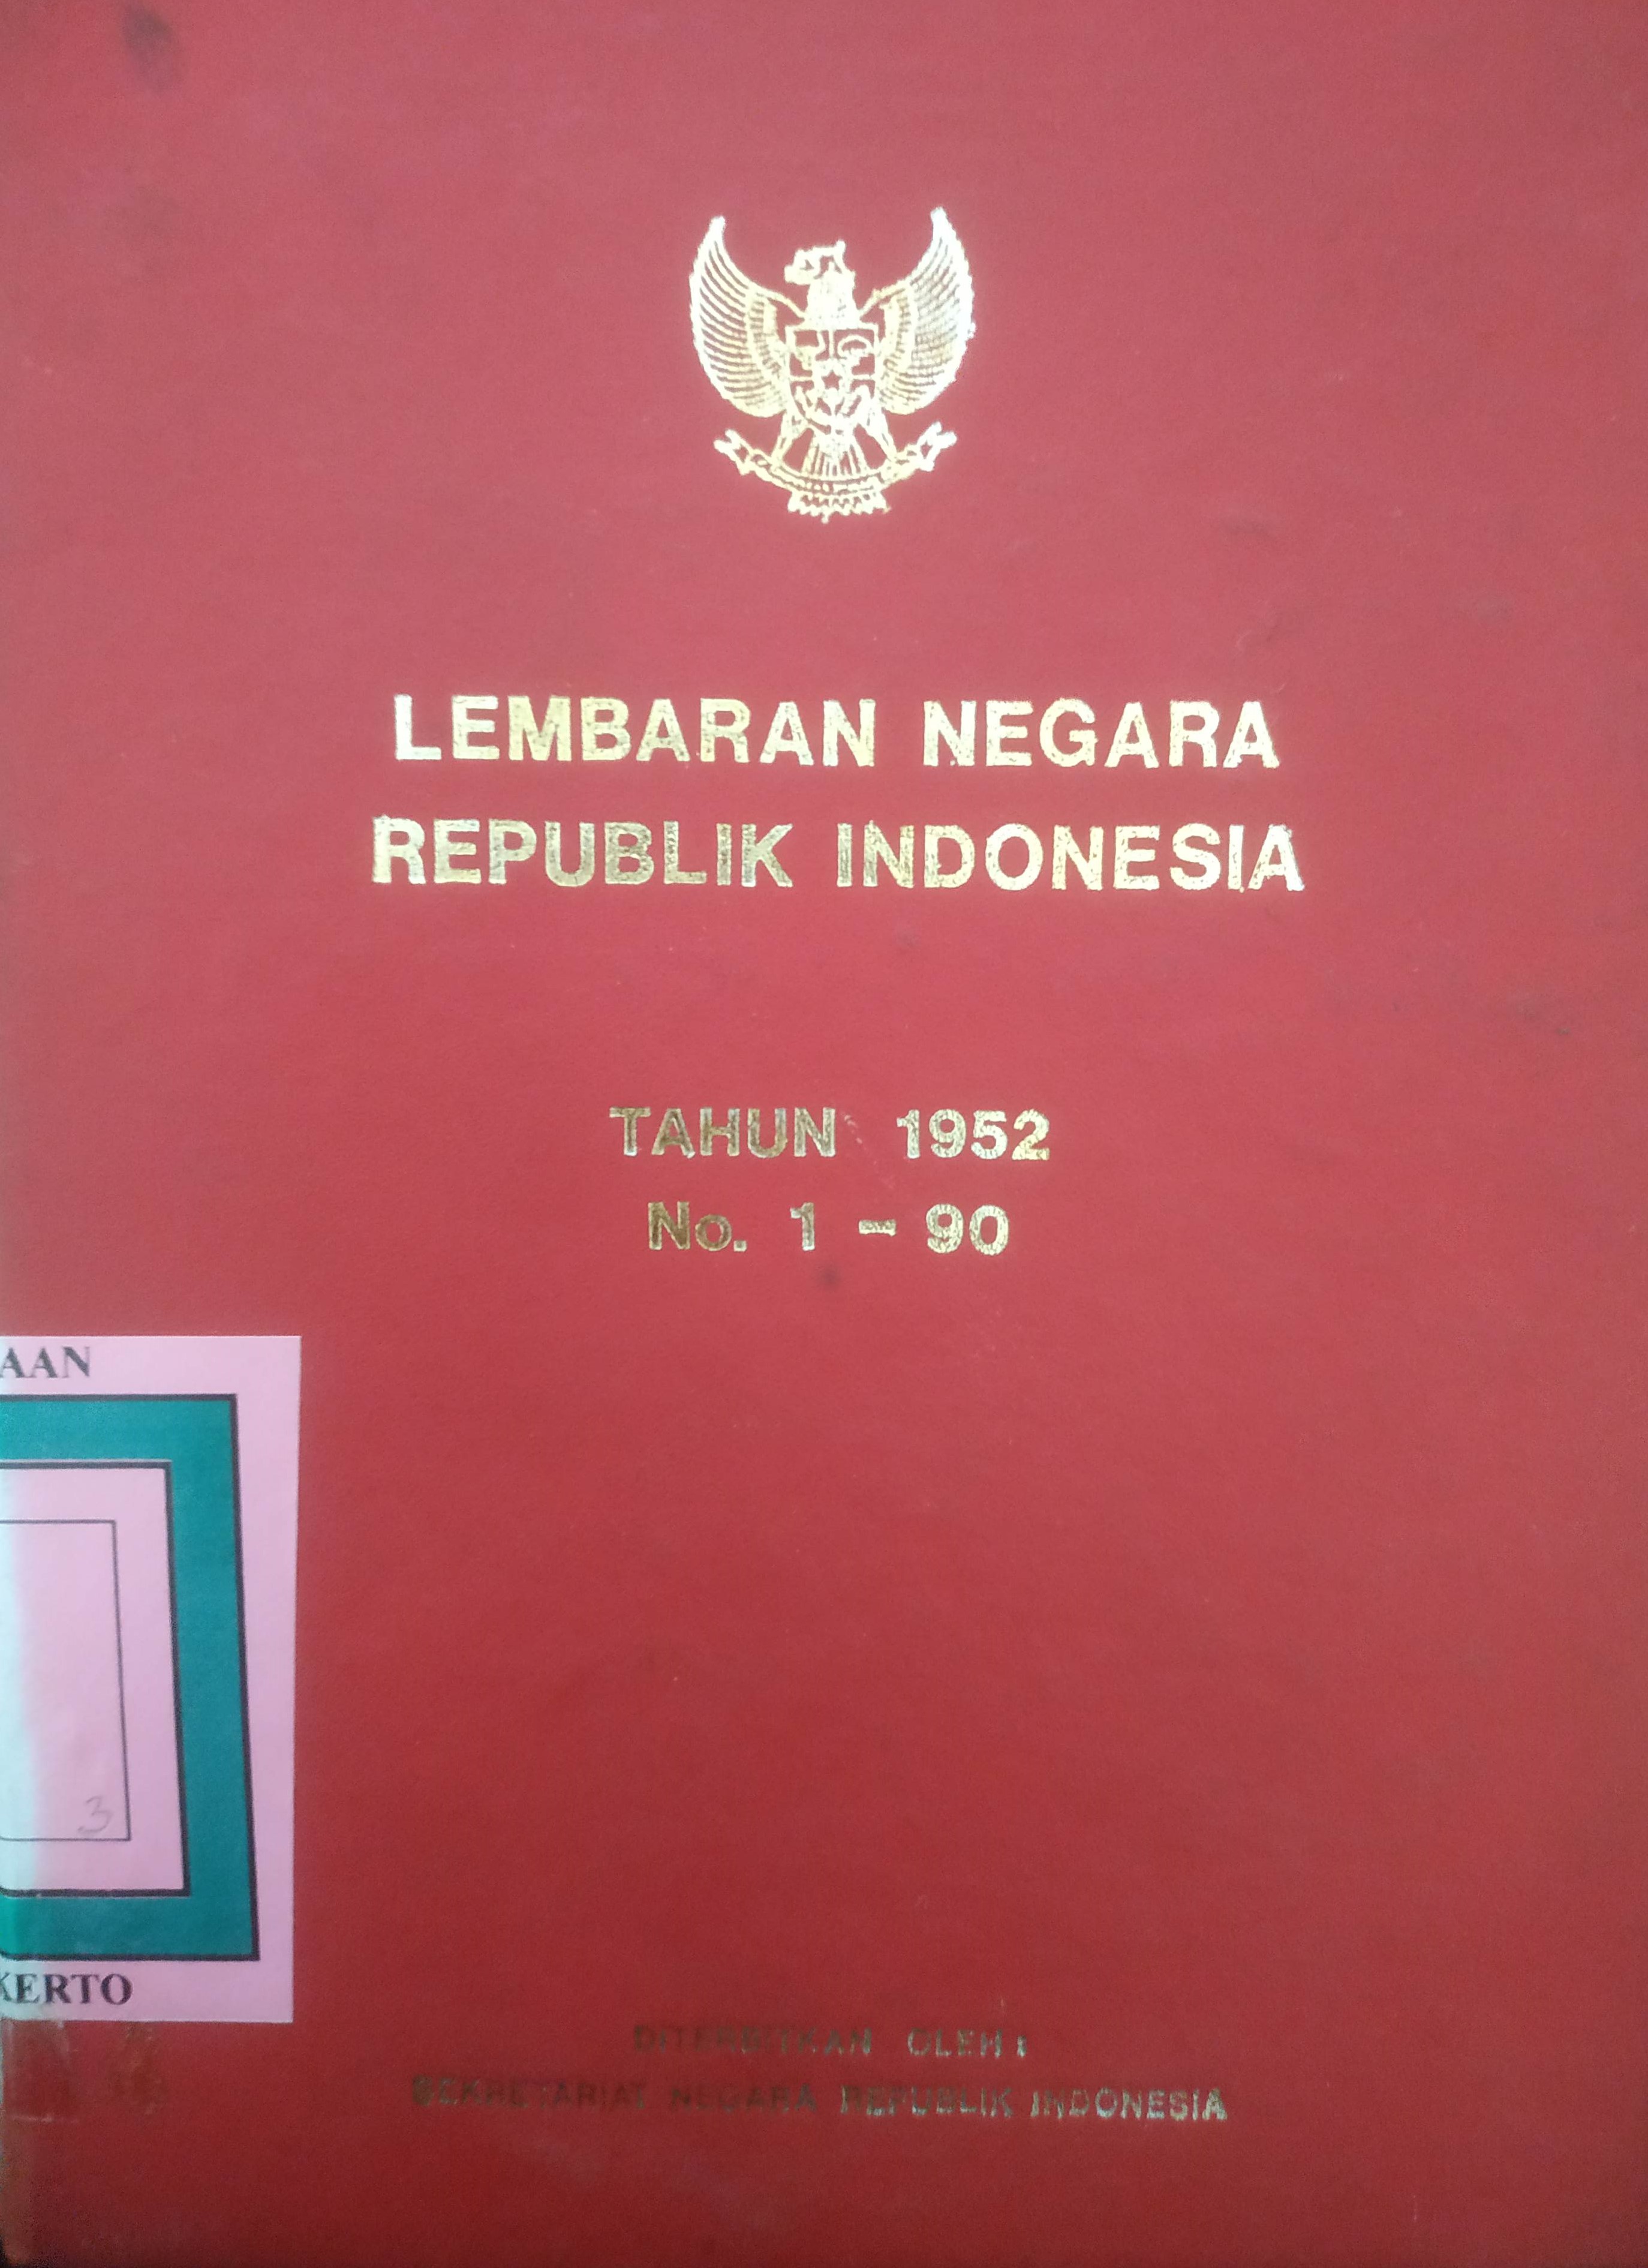 LEMBARAN NEGARA
REPUBLIK INDONESIA
TAHUN 1952
No. 1 - 90
AAN
3
KERTO
DITERBITKAN OLEH :
SEKRETARIAT NEGARA REPUBLIK INDONESIA